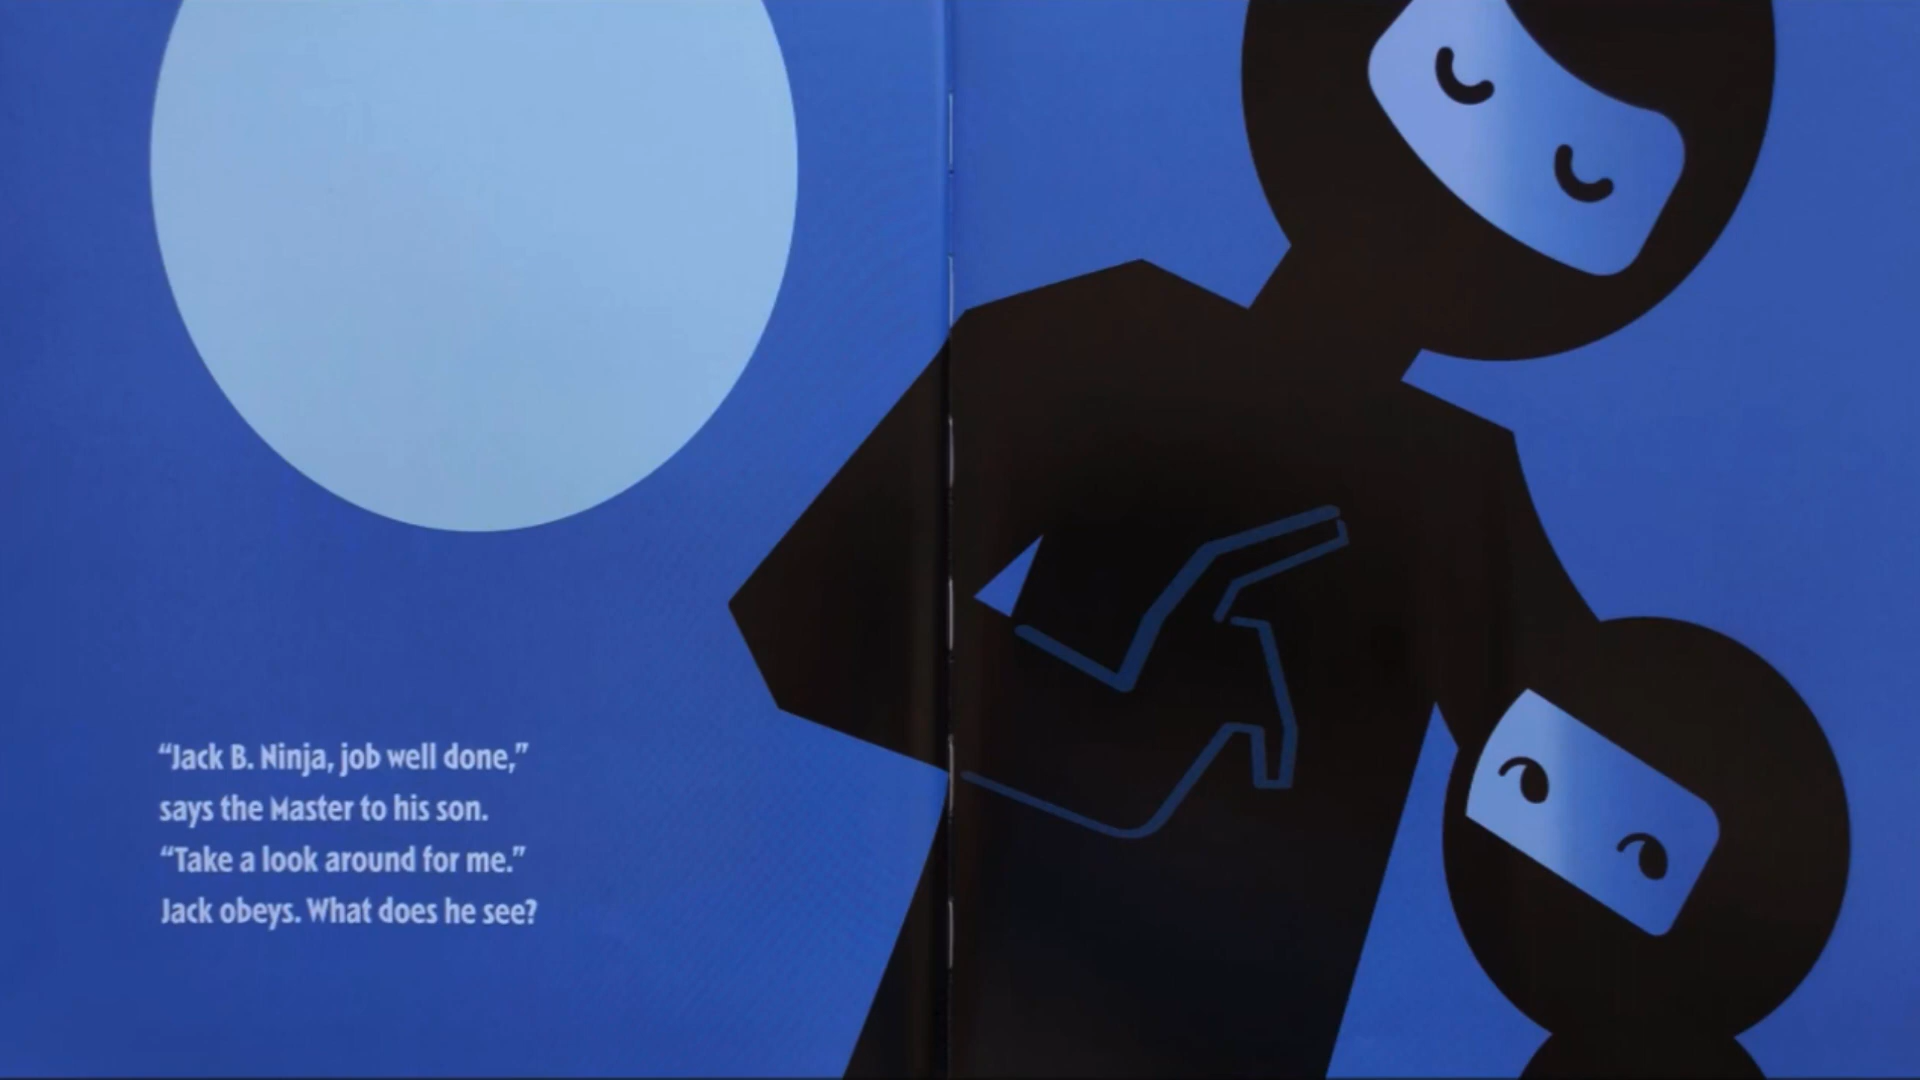 “Jack B. Ninja, job well done,”
says the Master to his son.
“Take a look around for me.”
Jack obeys. What does he see?